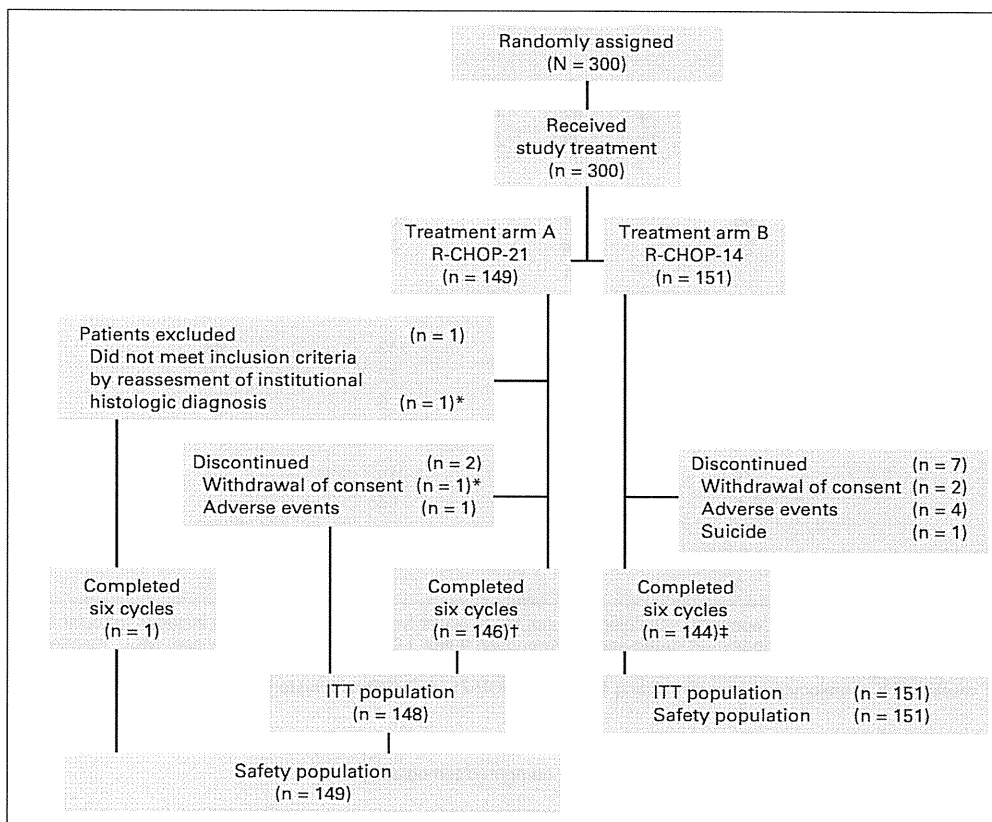 Randomly assigned
(N = 300)
Received
study treatment
(n = 300)
Treatment arm A
R-CHOP-21
(n = 149)
Treatment arm B
R-CHOP-14
(n = 151)
Patients excluded (n = 1)
Did not meet inclusion criteria
by reassesment of institutional
histologic diagnosis (n = 1)*
Discontinued (n = 2)
Withdrawal of consent (n = 1)*
Adverse events (n = 1)
Discontinued (n = 7)
Withdrawal of consent (n = 2)
Adverse events (n = 4)
Suicide (n = 1)
Completed
six cycles
(n = 1)
Completed
six cycles
(n = 146)†
Completed
six cycles
(n = 144)‡
ITT population
(n = 148)
ITT population (n = 151)
Safety population (n = 151)
Safety population
(n = 149)